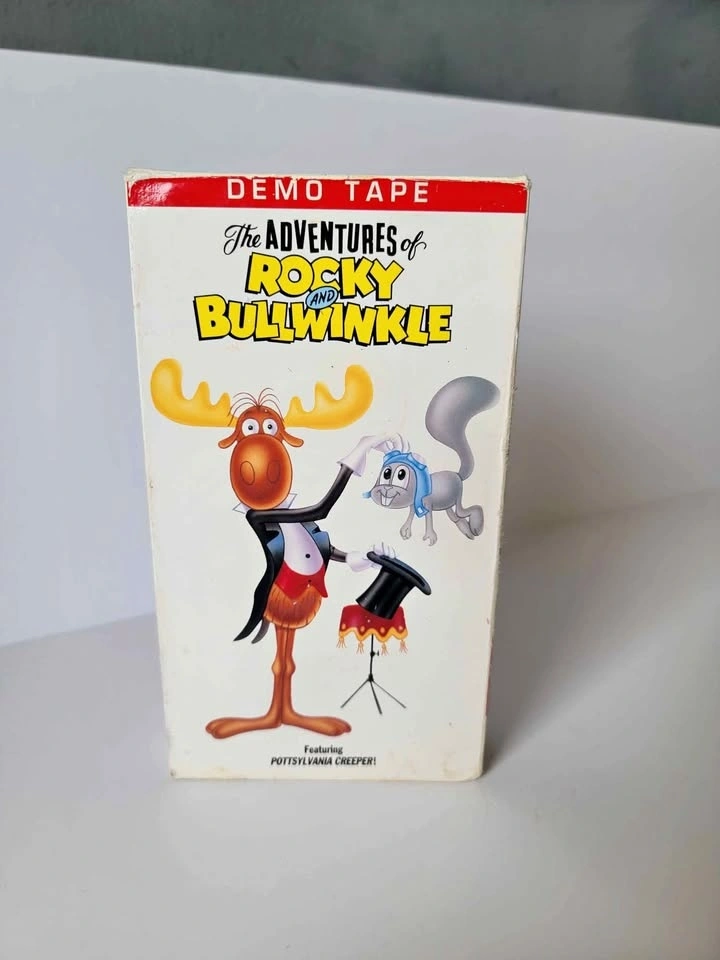 DEMO TAPE
The ADVENTURES of
ROCKY
AND
BULLWINKLE
Featuring
POTTSYLVANIA CREEPER!